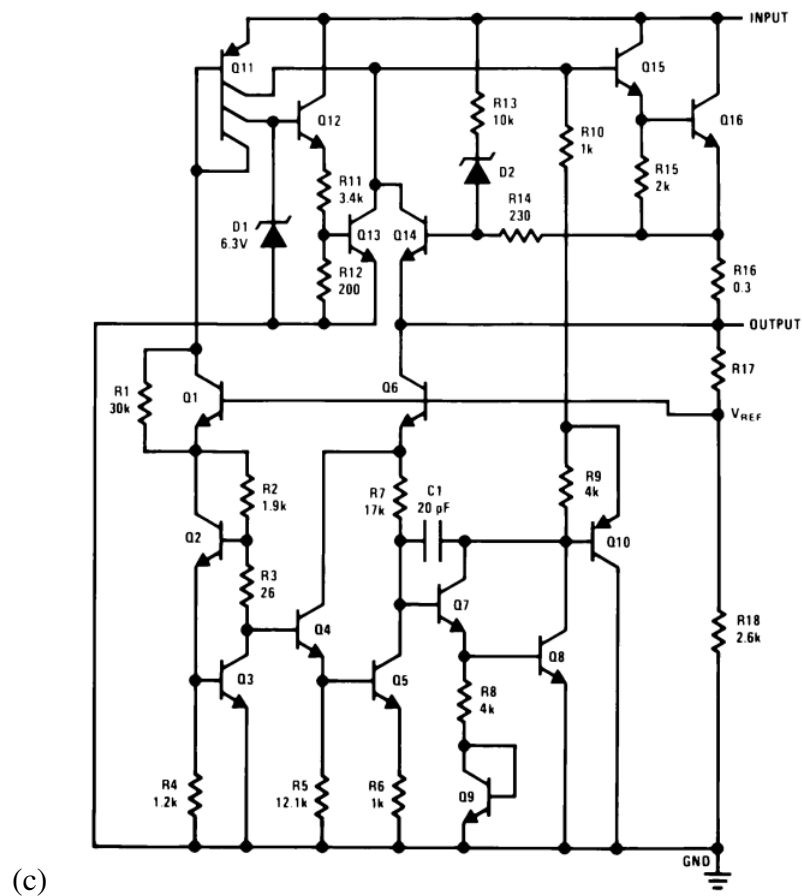 INPUT
Q11
Q15
Q12
R13
10k
R10
1k
Q16
D2
R15
2k
R11
3.4k
R14
230
D1
6.3V
Q13
Q14
R12
200
R16
0.3
OUTPUT
R1
30k
Q1
Q6
R17
VREF
R2
1.9k
R7
17k
C1
20 pF
R9
4k
Q2
Q10
R3
26
Q4
Q7
R18
2.6k
Q3
Q5
Q8
R8
4k
R4
1.2k
R5
12.1k
R6
1k
Q9
GND
(c)